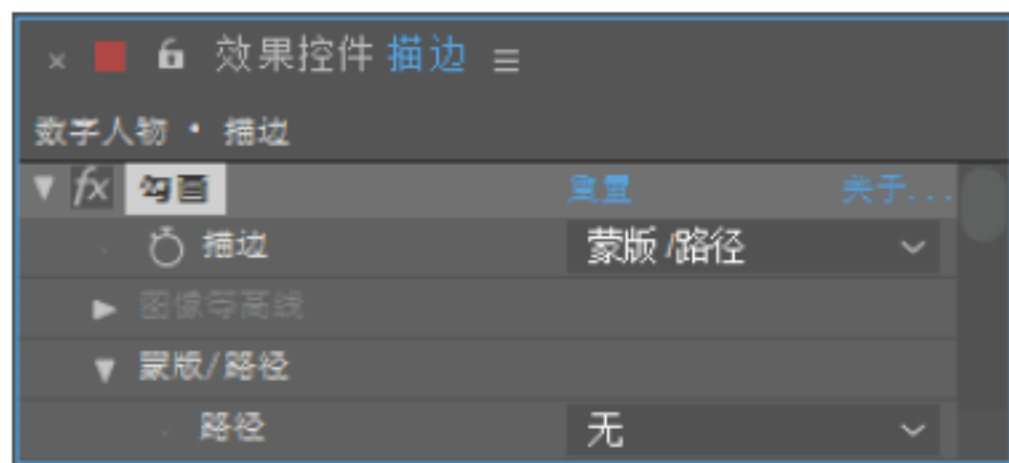 效果控件 描边
数字人物 • 描边
fx 勾画 重置 关于...
描边 蒙版/路径
图像等高线
蒙版/路径
路径 无